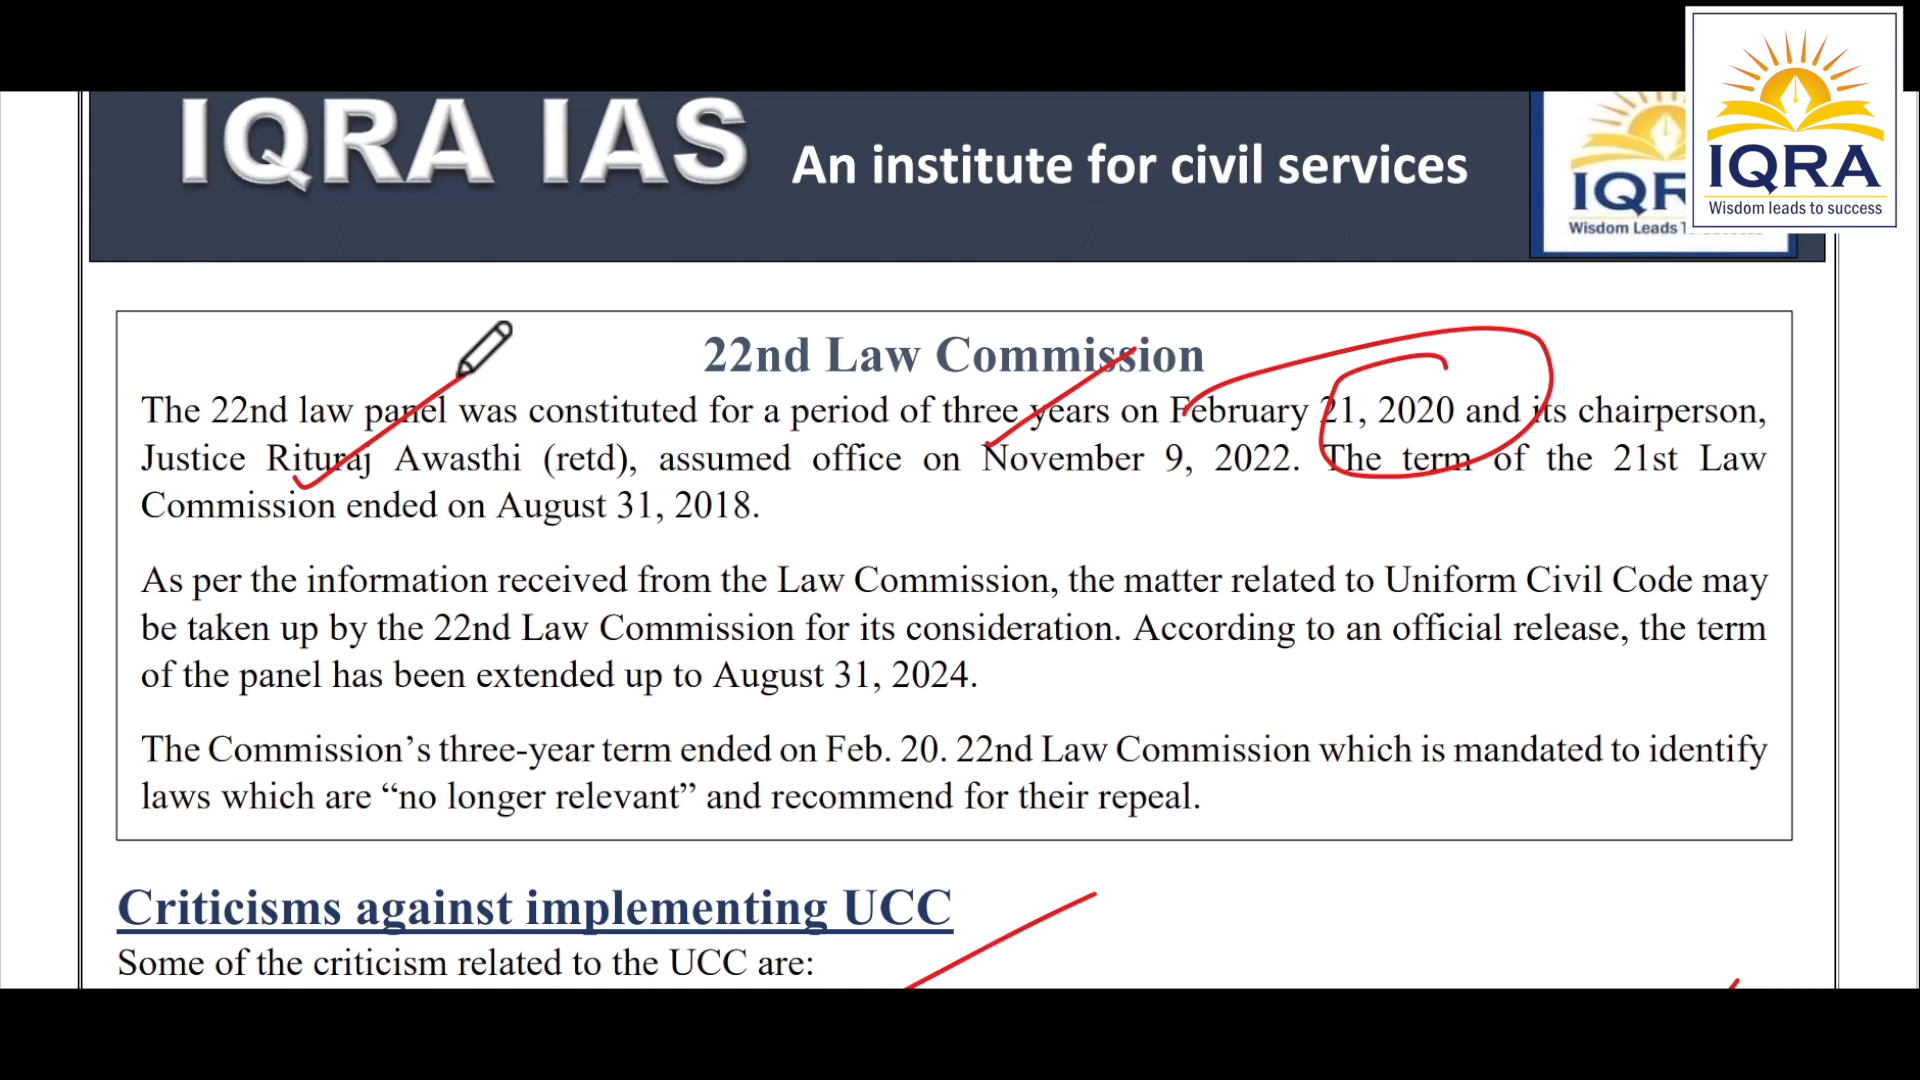 IQRA IAS An institute for civil services
IQR
Wisdom Leads
IQRA
Wisdom leads to success
22nd Law Commission
The 22nd law panel was constituted for a period of three years on February 21, 2020 and its chairperson,
Justice Rituraj Awasthi (retd), assumed office on November 9, 2022. The term of the 21st Law
Commission ended on August 31, 2018.
As per the information received from the Law Commission, the matter related to Uniform Civil Code may
be taken up by the 22nd Law Commission for its consideration. According to an official release, the term
of the panel has been extended up to August 31, 2024.
The Commission’s three-year term ended on Feb. 20. 22nd Law Commission which is mandated to identify
laws which are “no longer relevant” and recommend for their repeal.
Criticisms against implementing UCC
Some of the criticism related to the UCC are: